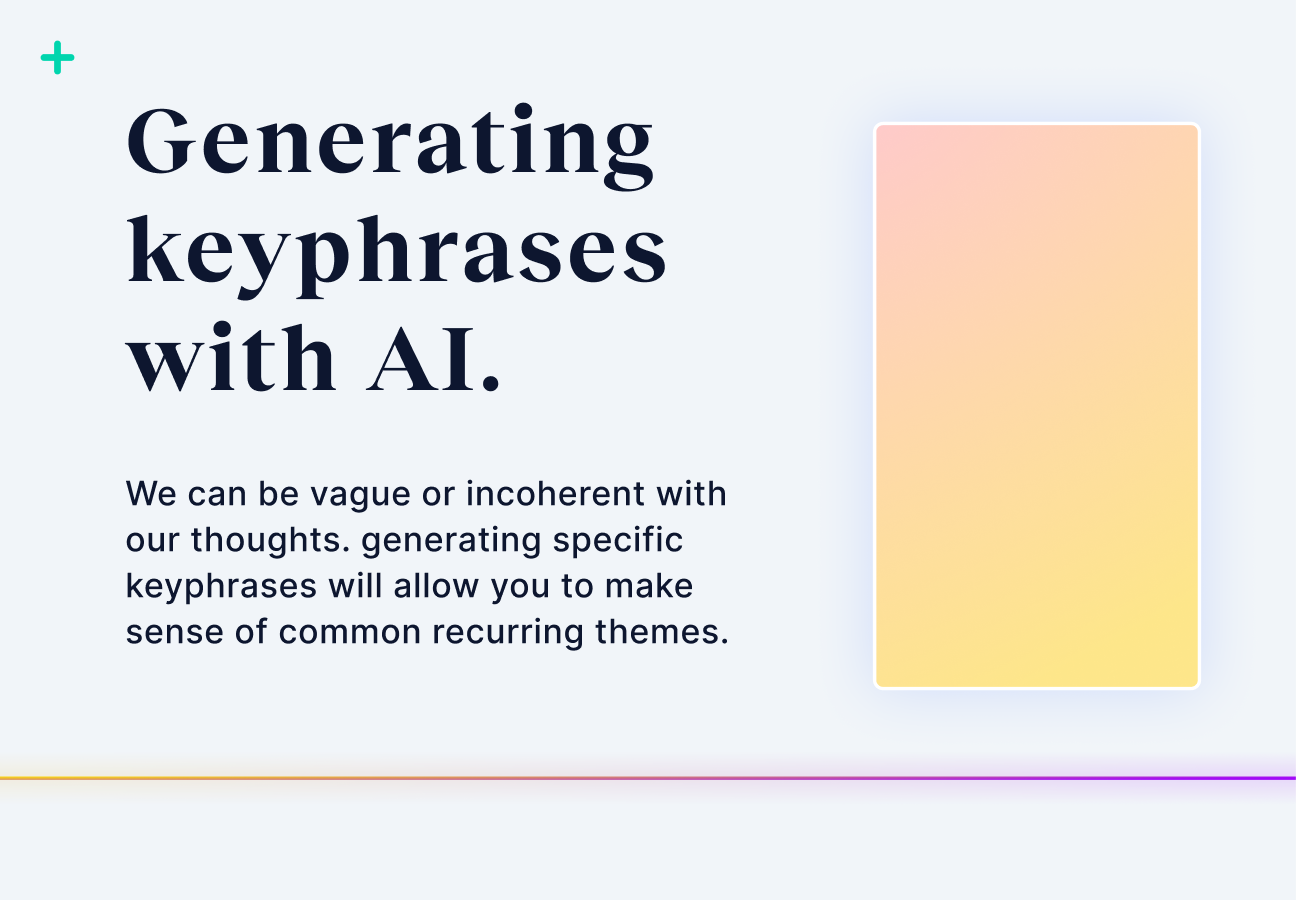 Generating
keyphrases
with AI.
We can be vague or incoherent with
our thoughts. generating specific
keyphrases will allow you to make
sense of common recurring themes.